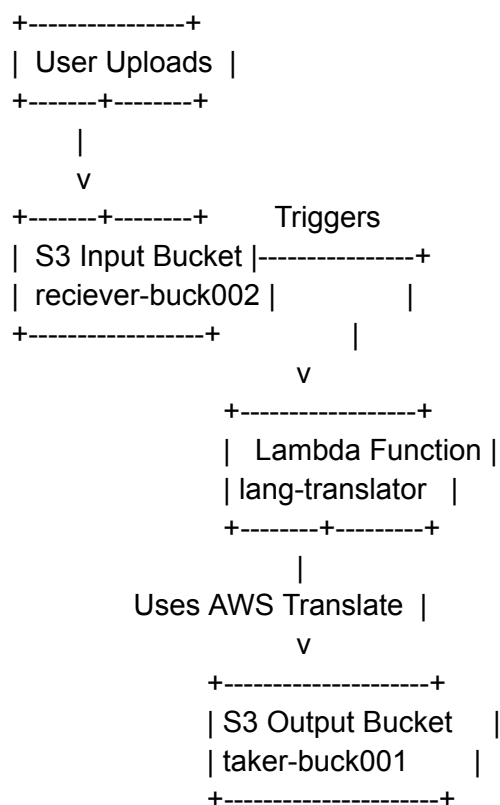 +----------------+
| User Uploads |
+-------+--------+
|
v
+-------+--------+ Triggers
| S3 Input Bucket |----------------+
| reciever-buck002 | |
+------------------+ |
v
+------------------+
| Lambda Function |
| lang-translator |
+--------+---------+
|
Uses AWS Translate |
v
+---------------------+
| S3 Output Bucket |
| taker-buck001 |
+----------------------+